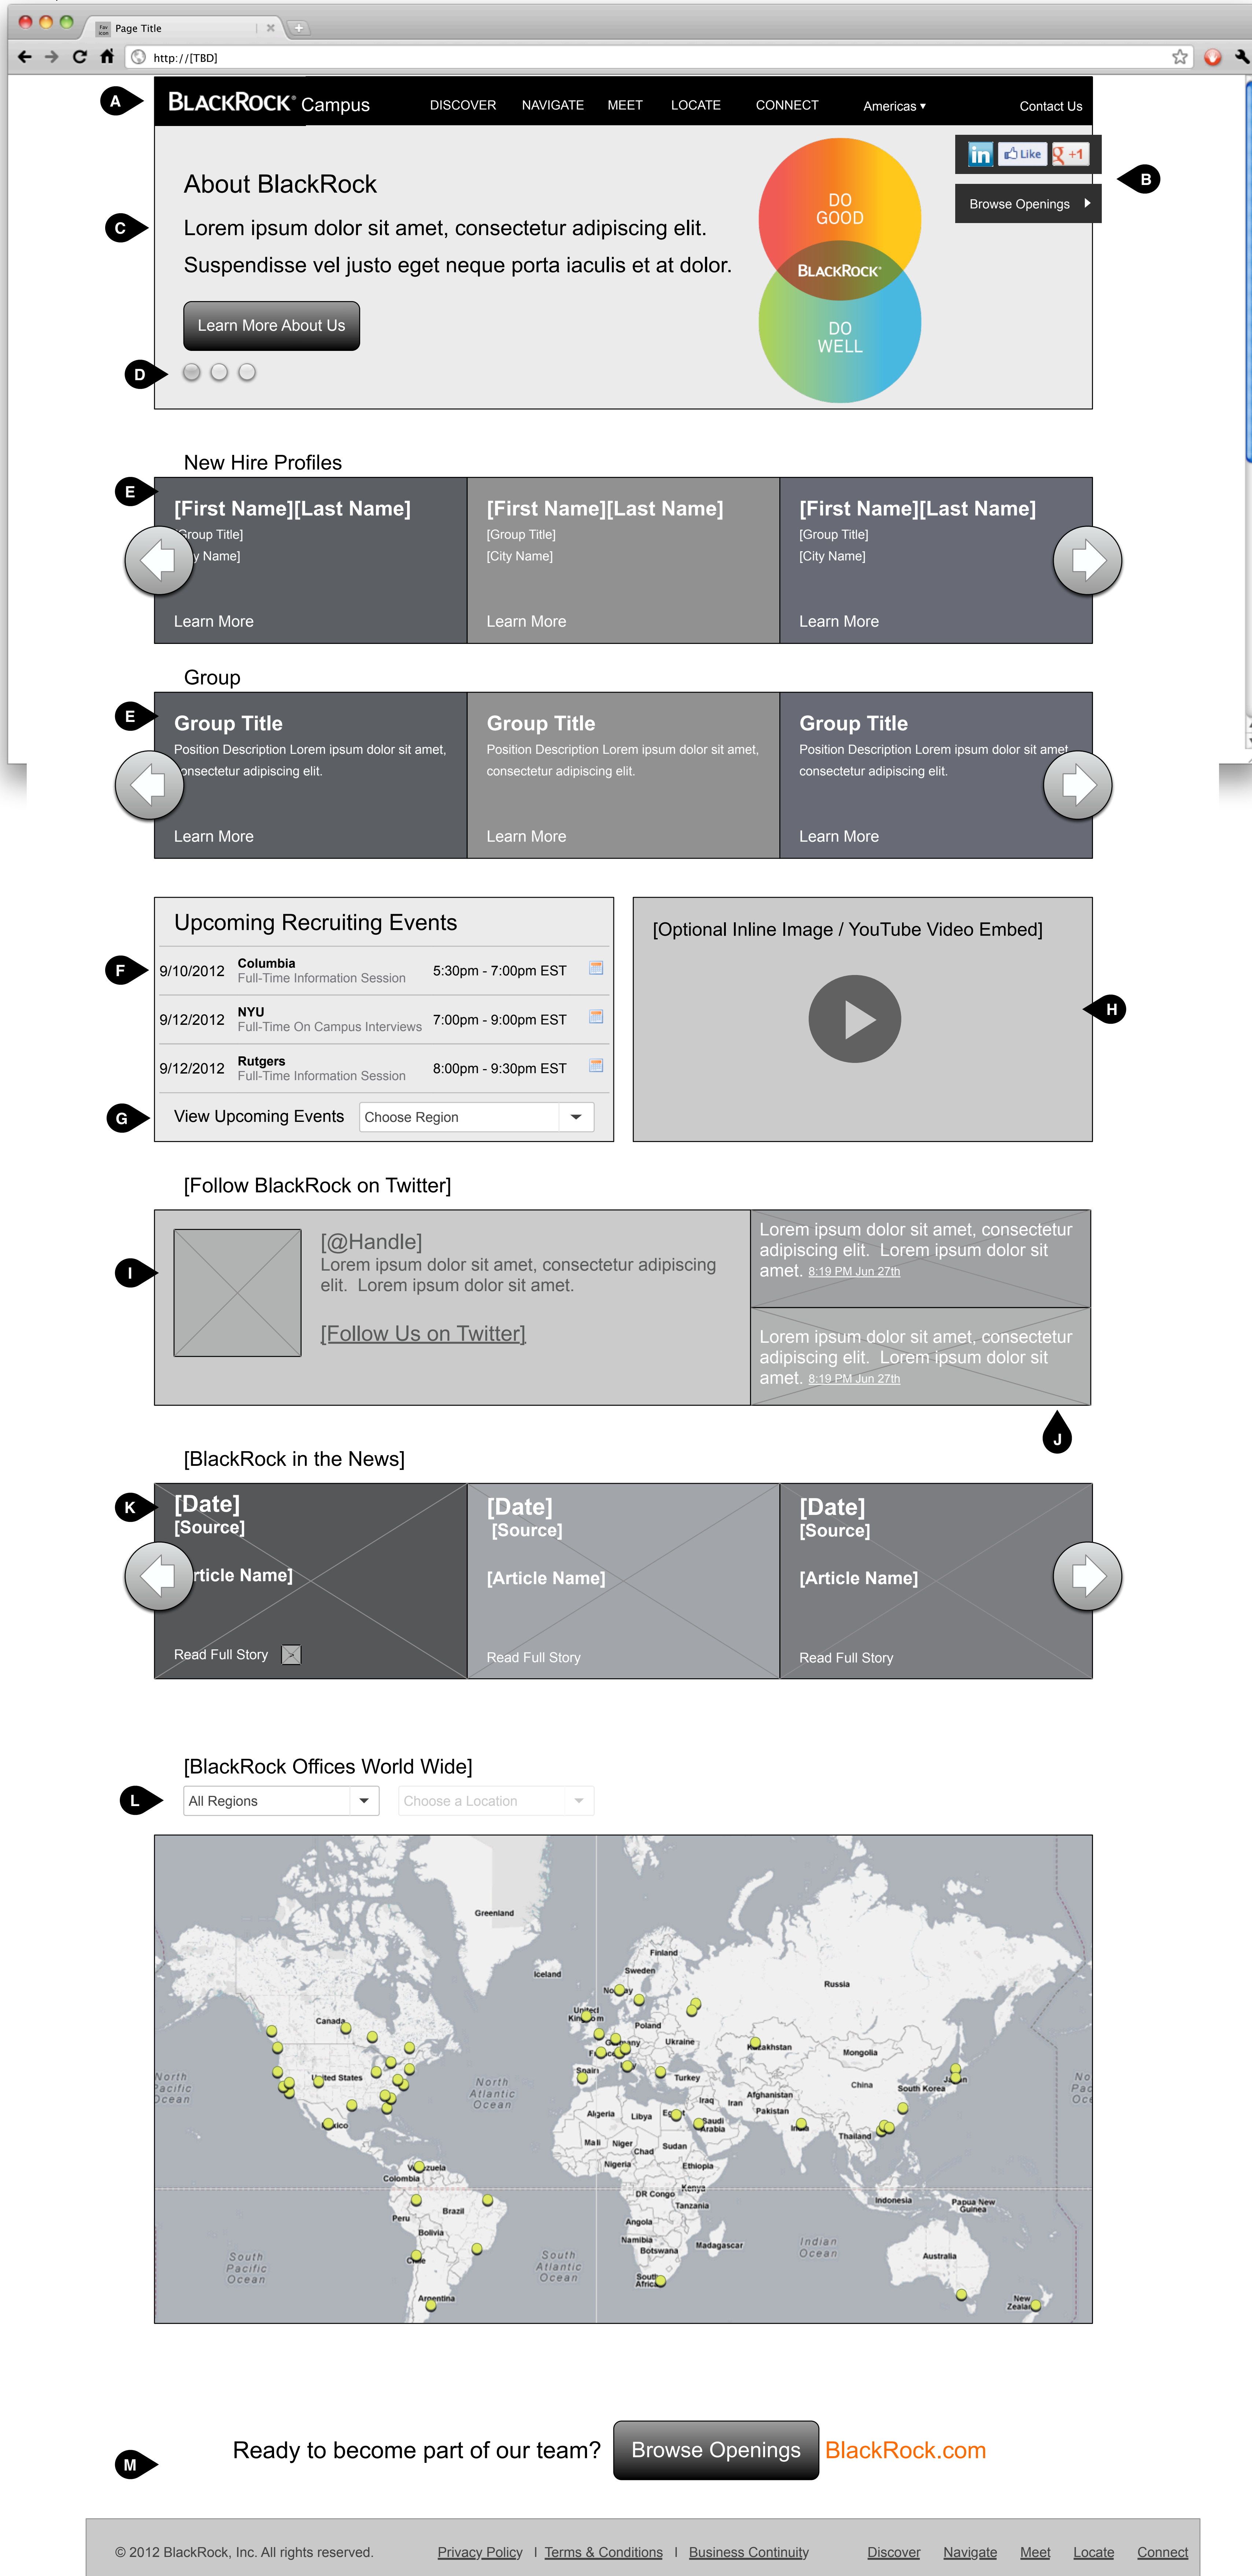 Fav
icon
Page Title
http://[TBD]
A
BLACKROCK® Campus
DISCOVER
NAVIGATE
MEET
LOCATE
CONNECT
Americas ▾
Contact Us
in
Like
g +1
B
Browse Openings
About BlackRock
C
Lorem ipsum dolor sit amet, consectetur adipiscing elit.
Suspendisse vel justo eget neque porta iaculis et at dolor.
Learn More About Us
D
DO
GOOD
BLACKROCK®
DO
WELL
New Hire Profiles
E
[First Name][Last Name]
Group Title]
y Name]
Learn More
[First Name][Last Name]
[Group Title]
[City Name]
Learn More
[First Name][Last Name]
[Group Title]
[City Name]
Learn More
Group
E
Group Title
Position Description Lorem ipsum dolor sit amet,
consectetur adipiscing elit.
Learn More
Group Title
Position Description Lorem ipsum dolor sit amet,
consectetur adipiscing elit.
Learn More
Group Title
Position Description Lorem ipsum dolor sit amet
consectetur adipiscing elit.
Learn More
Upcoming Recruiting Events
F
9/10/2012
Columbia
Full-Time Information Session
5:30pm - 7:00pm EST
9/12/2012
NYU
Full-Time On Campus Interviews
7:00pm - 9:00pm EST
9/12/2012
Rutgers
Full-Time Information Session
8:00pm - 9:30pm EST
G
View Upcoming Events
Choose Region
[Optional Inline Image / YouTube Video Embed]
H
[Follow BlackRock on Twitter]
I
[@Handle]
Lorem ipsum dolor sit amet, consectetur adipiscing
elit. Lorem ipsum dolor sit amet.
[Follow Us on Twitter]
Lorem ipsum dolor sit amet, consectetur
adipiscing elit. Lorem ipsum dolor sit
amet. 8:19 PM Jun 27th
Lorem ipsum dolor sit amet, consectetur
adipiscing elit. Lorem ipsum dolor sit
amet. 8:19 PM Jun 27th
J
[BlackRock in the News]
K
[Date]
[Source]
rticle Name]
Read Full Story
[Date]
[Source]
[Article Name]
Read Full Story
[Date]
[Source]
[Article Name]
Read Full Story
[BlackRock Offices World Wide]
L
All Regions
Choose a Location
Greenland
Finland
Iceland
Sweden
Russia
Canada
Poland
Ukraine
Mongolia
United States
Turkey
China
South Korea
North
Pacific
Ocean
North
Atlantic
Ocean
Iraq
Iran
Afghanistan
Pakistan
Algeria
Libya
Saudi
Arabia
Thailand
Mali
Niger
Chad
Sudan
Nigeria
Ethiopia
Colombia
DR Congo
Kenya
Indonesia
Papua New
Guinea
Tanzania
Peru
Brazil
Bolivia
Angola
Namibia
Botswana
Madagascar
Indian
Ocean
Australia
South
Pacific
Ocean
South
Atlantic
Ocean
Argentina
New
M
Ready to become part of our team?
Browse Openings
BlackRock.com
© 2012 BlackRock, Inc. All rights reserved.
Privacy Policy | Terms & Conditions | Business Continuity
Discover
Navigate
Meet
Locate
Connect